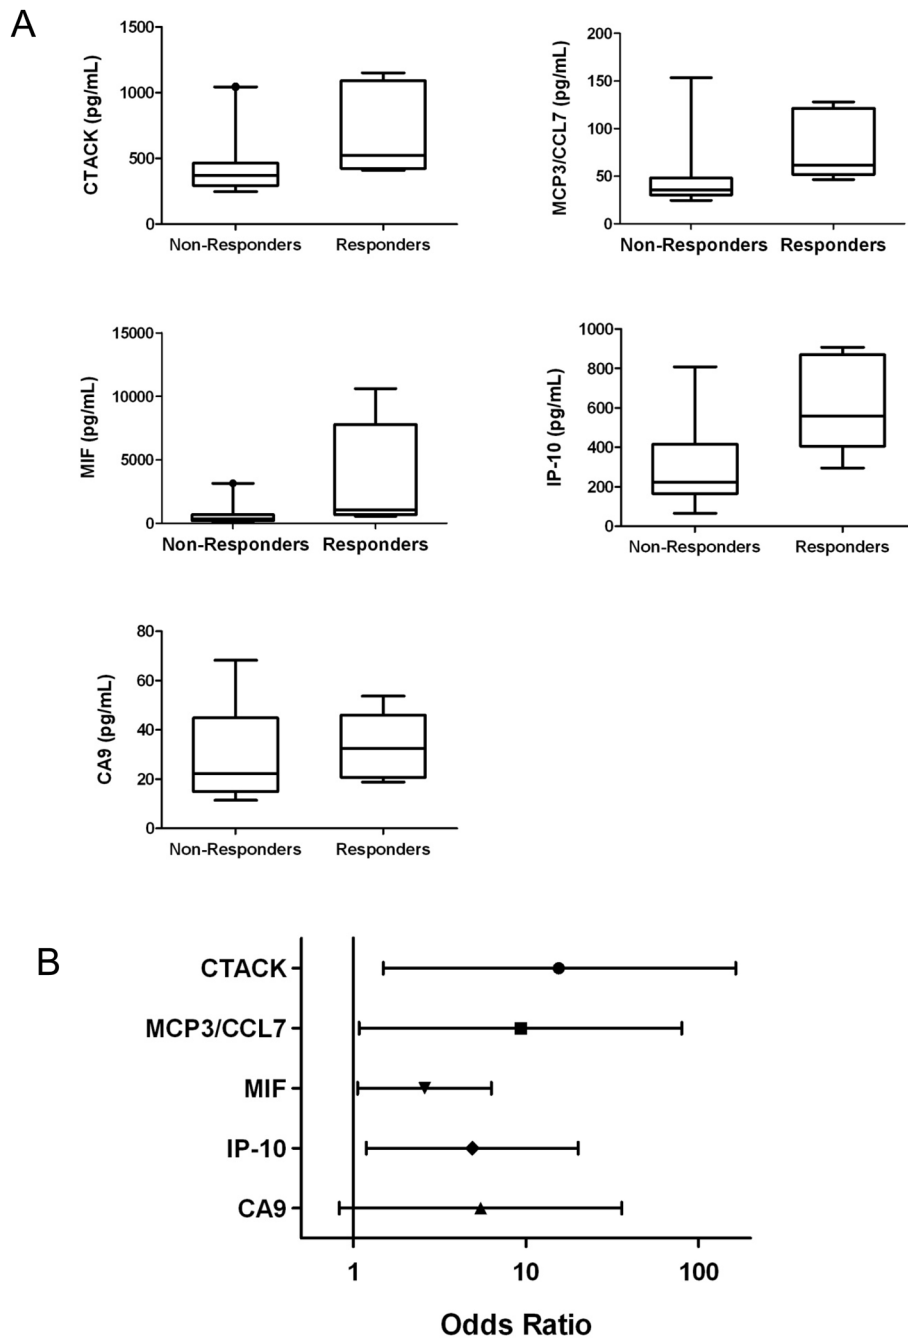 A
CTACK (pg/mL)
1500
1000
500
0
Non-Responders Responders
MCP3/CCL7 (pg/mL)
200
150
100
50
0
Non-Responders Responders
MIF (pg/mL)
15000
10000
5000
0
Non-Responders Responders
IP-10 (pg/mL)
1000
800
600
400
200
0
Non-Responders Responders
CA9 (pg/mL)
80
60
40
20
0
Non-Responders Responders
B
CTACK
MCP3/CCL7
MIF
IP-10
CA9
1 10 100
Odds Ratio